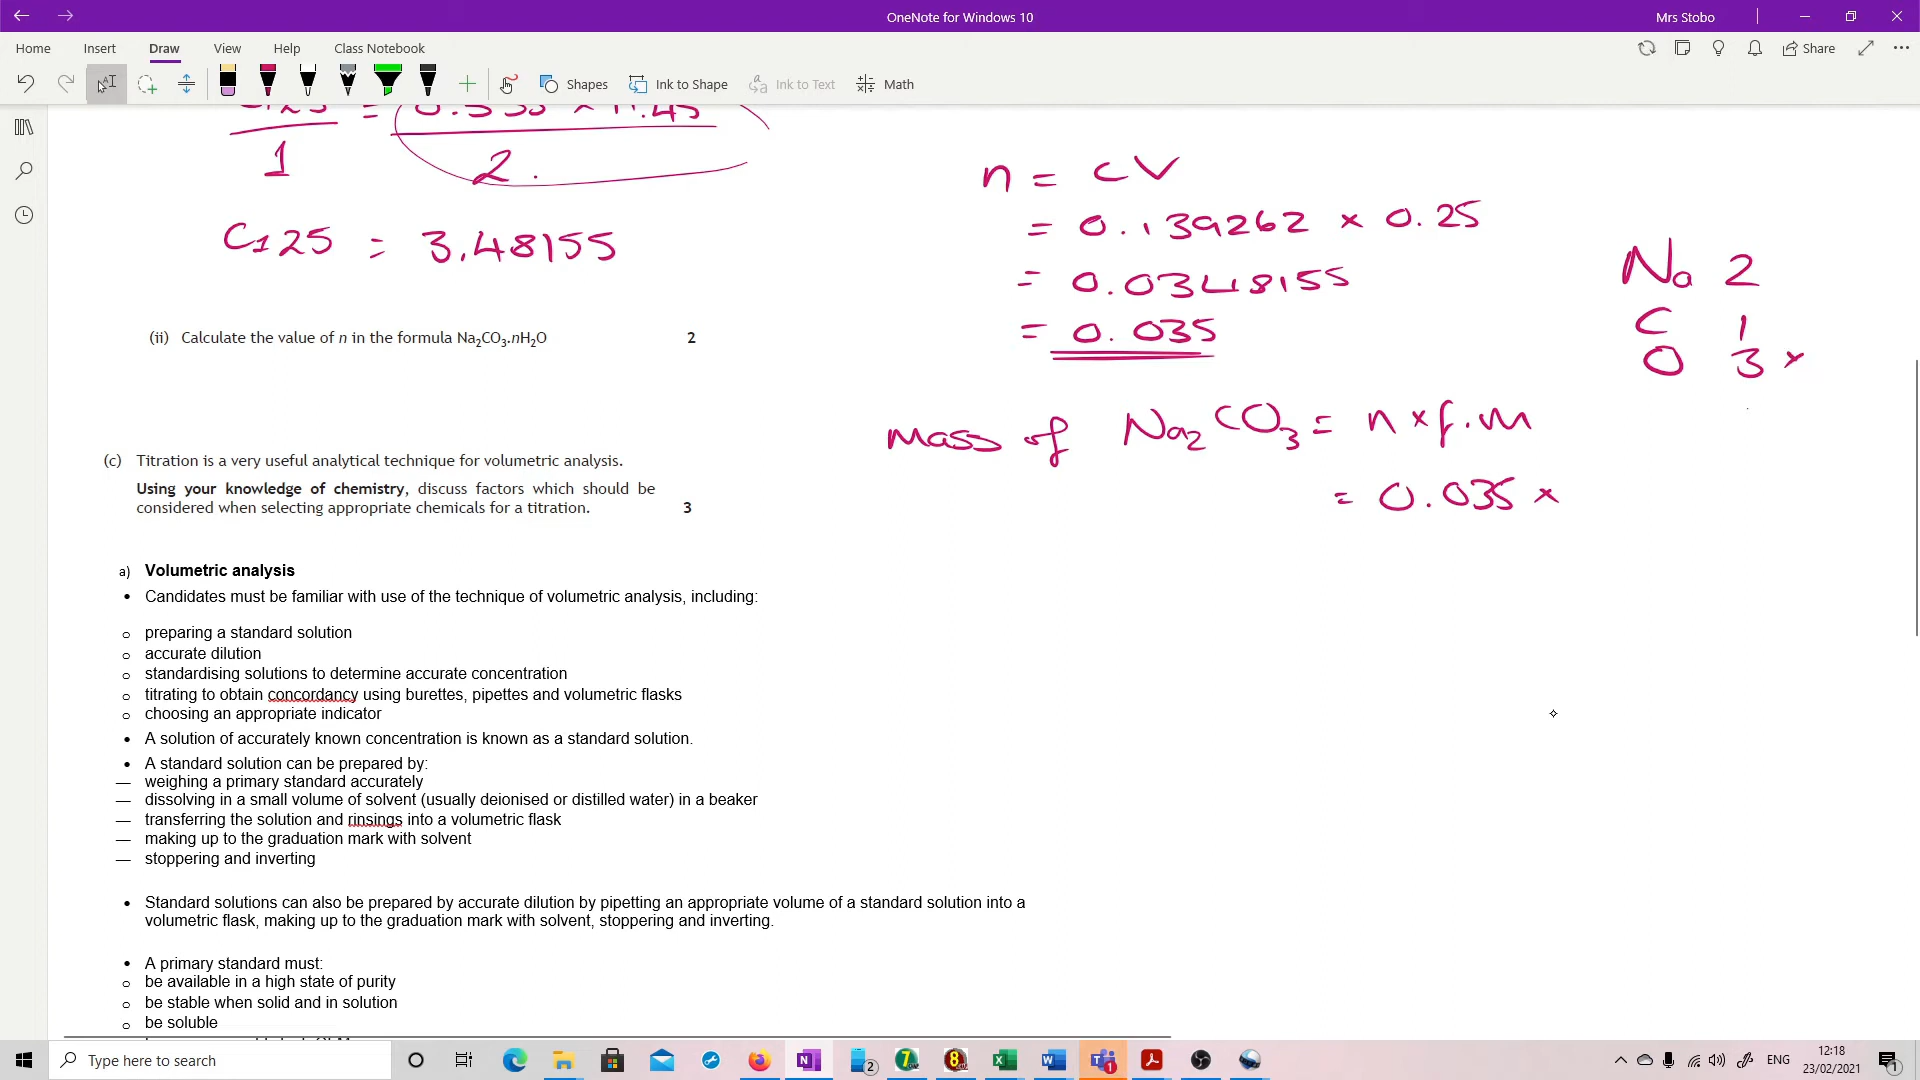 OneNote for Windows 10
Mrs Stobo
Home Insert Draw View Help Class Notebook
Share
Shapes Ink to Shape Ink to Text Math
C₁25 = 0.535 × 11.45
1 2.
C₁25 = 3.48155
n = CV
= 0.139262 × 0.25
= 0.0348155
= 0.035
Na 2
C 1
O 3 ×
mass of Na₂CO₃ = n × f.m
= 0.035 ×
(ii) Calculate the value of n in the formula Na₂CO₃.nH₂O 2
(c) Titration is a very useful analytical technique for volumetric analysis.
Using your knowledge of chemistry, discuss factors which should be
considered when selecting appropriate chemicals for a titration. 3
a) Volumetric analysis
• Candidates must be familiar with use of the technique of volumetric analysis, including:
o preparing a standard solution
o accurate dilution
o standardising solutions to determine accurate concentration
o titrating to obtain concordancy using burettes, pipettes and volumetric flasks
o choosing an appropriate indicator
• A solution of accurately known concentration is known as a standard solution.
• A standard solution can be prepared by:
— weighing a primary standard accurately
— dissolving in a small volume of solvent (usually deionised or distilled water) in a beaker
— transferring the solution and rinsings into a volumetric flask
— making up to the graduation mark with solvent
— stoppering and inverting
• Standard solutions can also be prepared by accurate dilution by pipetting an appropriate volume of a standard solution into a
volumetric flask, making up to the graduation mark with solvent, stoppering and inverting.
• A primary standard must:
o be available in a high state of purity
o be stable when solid and in solution
o be soluble
Type here to search
ENG
12:18
23/02/2021